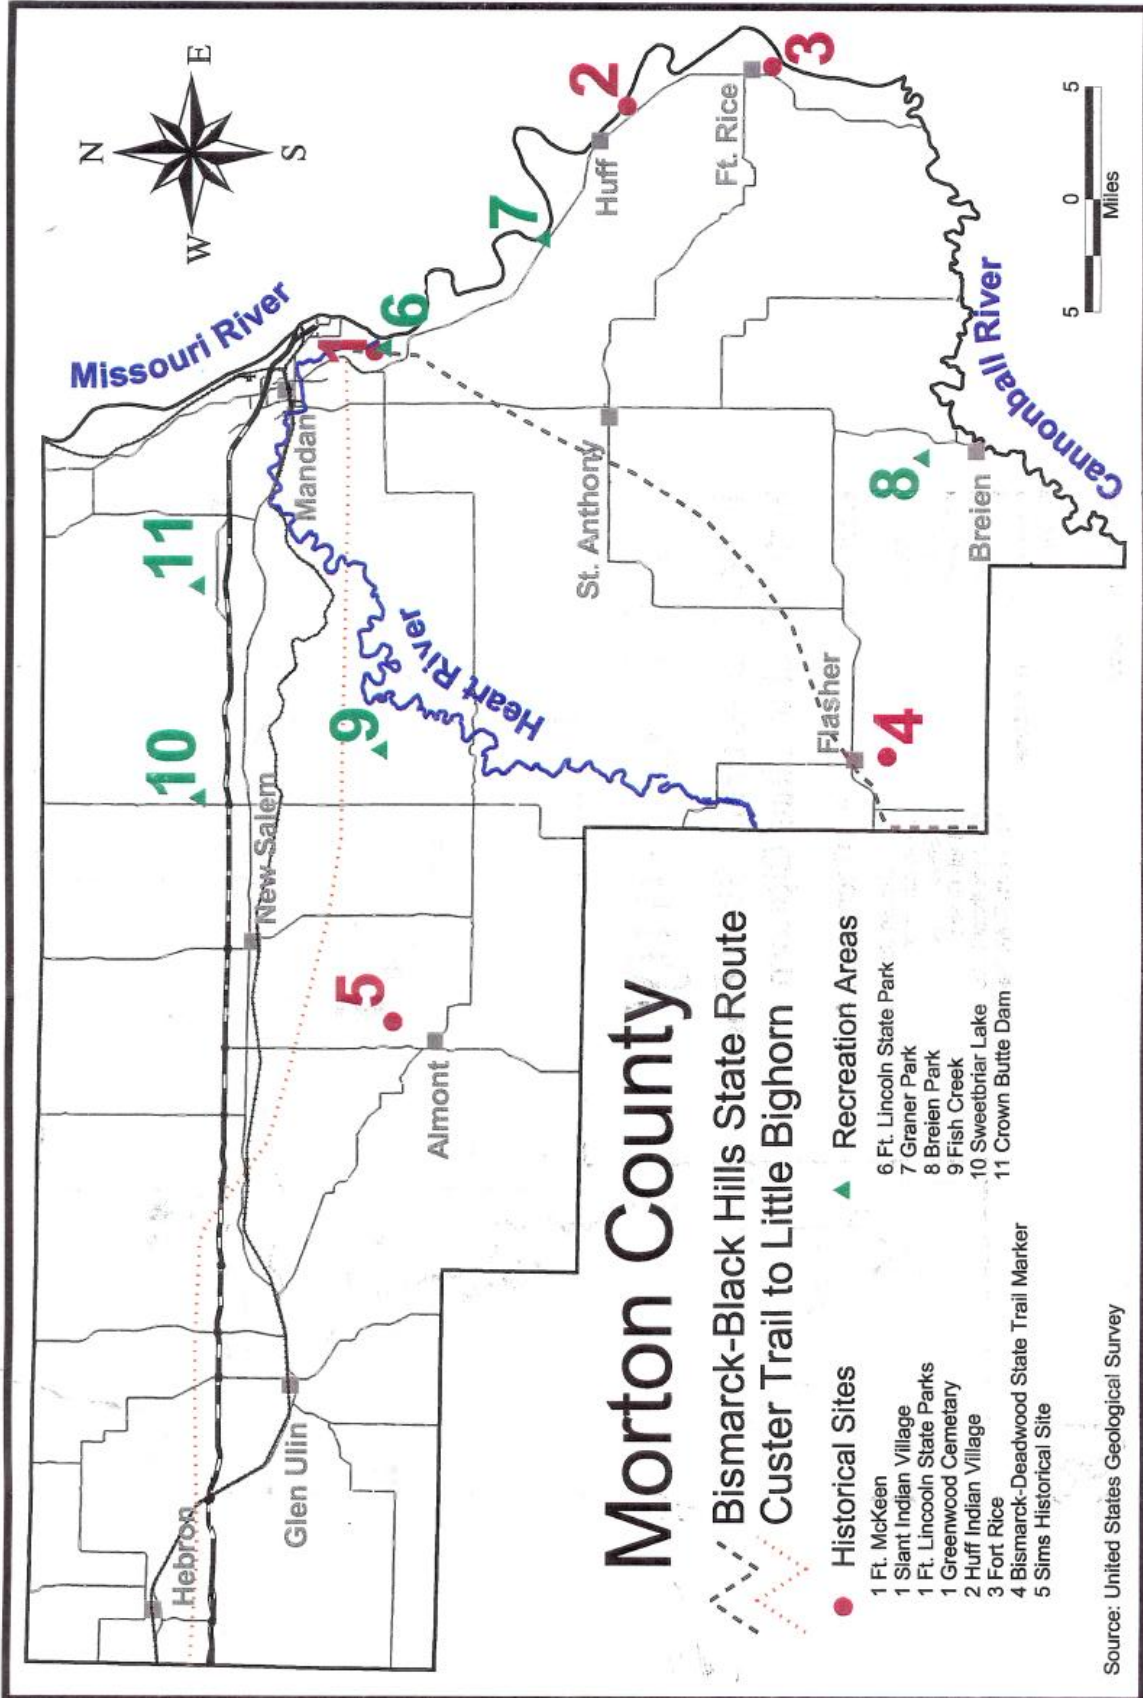 N
E
S
W
Missouri River
Mandan
1
6
7
Huff
2
Ft. Rice
3
11
10
9
Heart River
St. Anthony
8
Breien
Cannonball River
Flasher
4
New Salem
5
Almont
Glen Ulin
Hebron
5 0 5
Miles
Morton County
Bismarck-Black Hills State Route
Custer Trail to Little Bighorn
Historical Sites
1 Ft. McKeen
1 Slant Indian Village
1 Ft. Lincooln State Parks
1 Greenwood Cemetary
2 Huff Indian Village
3 Fort Rice
4 Bismarck-Deadwood State Trail Marker
5 Sims Historical Site
Recreation Areas
6 Ft. Lincoln State Park
7 Graner Park
8 Breien Park
9 Fish Creek
10 Sweetbriar Lake
11 Crown Butte Dam
Source: United States Geological Survey